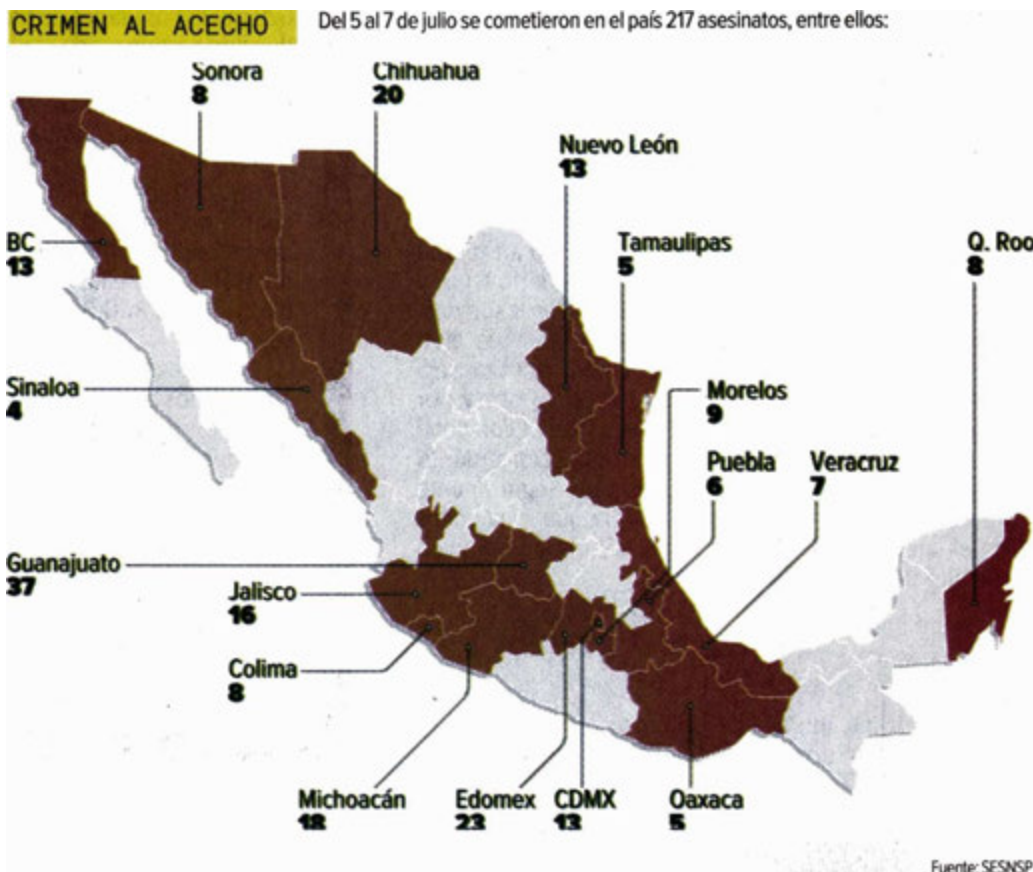 CRIMEN AL ACECHO
Del 5 al 7 de julio se cometieron en el país 217 asesinatos, entre ellos:
Sonora
8
Chihuahua
20
Nuevo León
13
BC
13
Tamaulipas
5
Q. Roo
8
Sinaloa
4
Morelos
9
Puebla
6
Veracruz
7
Guanajuato
37
Jalisco
16
Colima
8
Michoacán
18
Edomex
23
CDMX
13
Oaxaca
5
Fuente: SESNSP